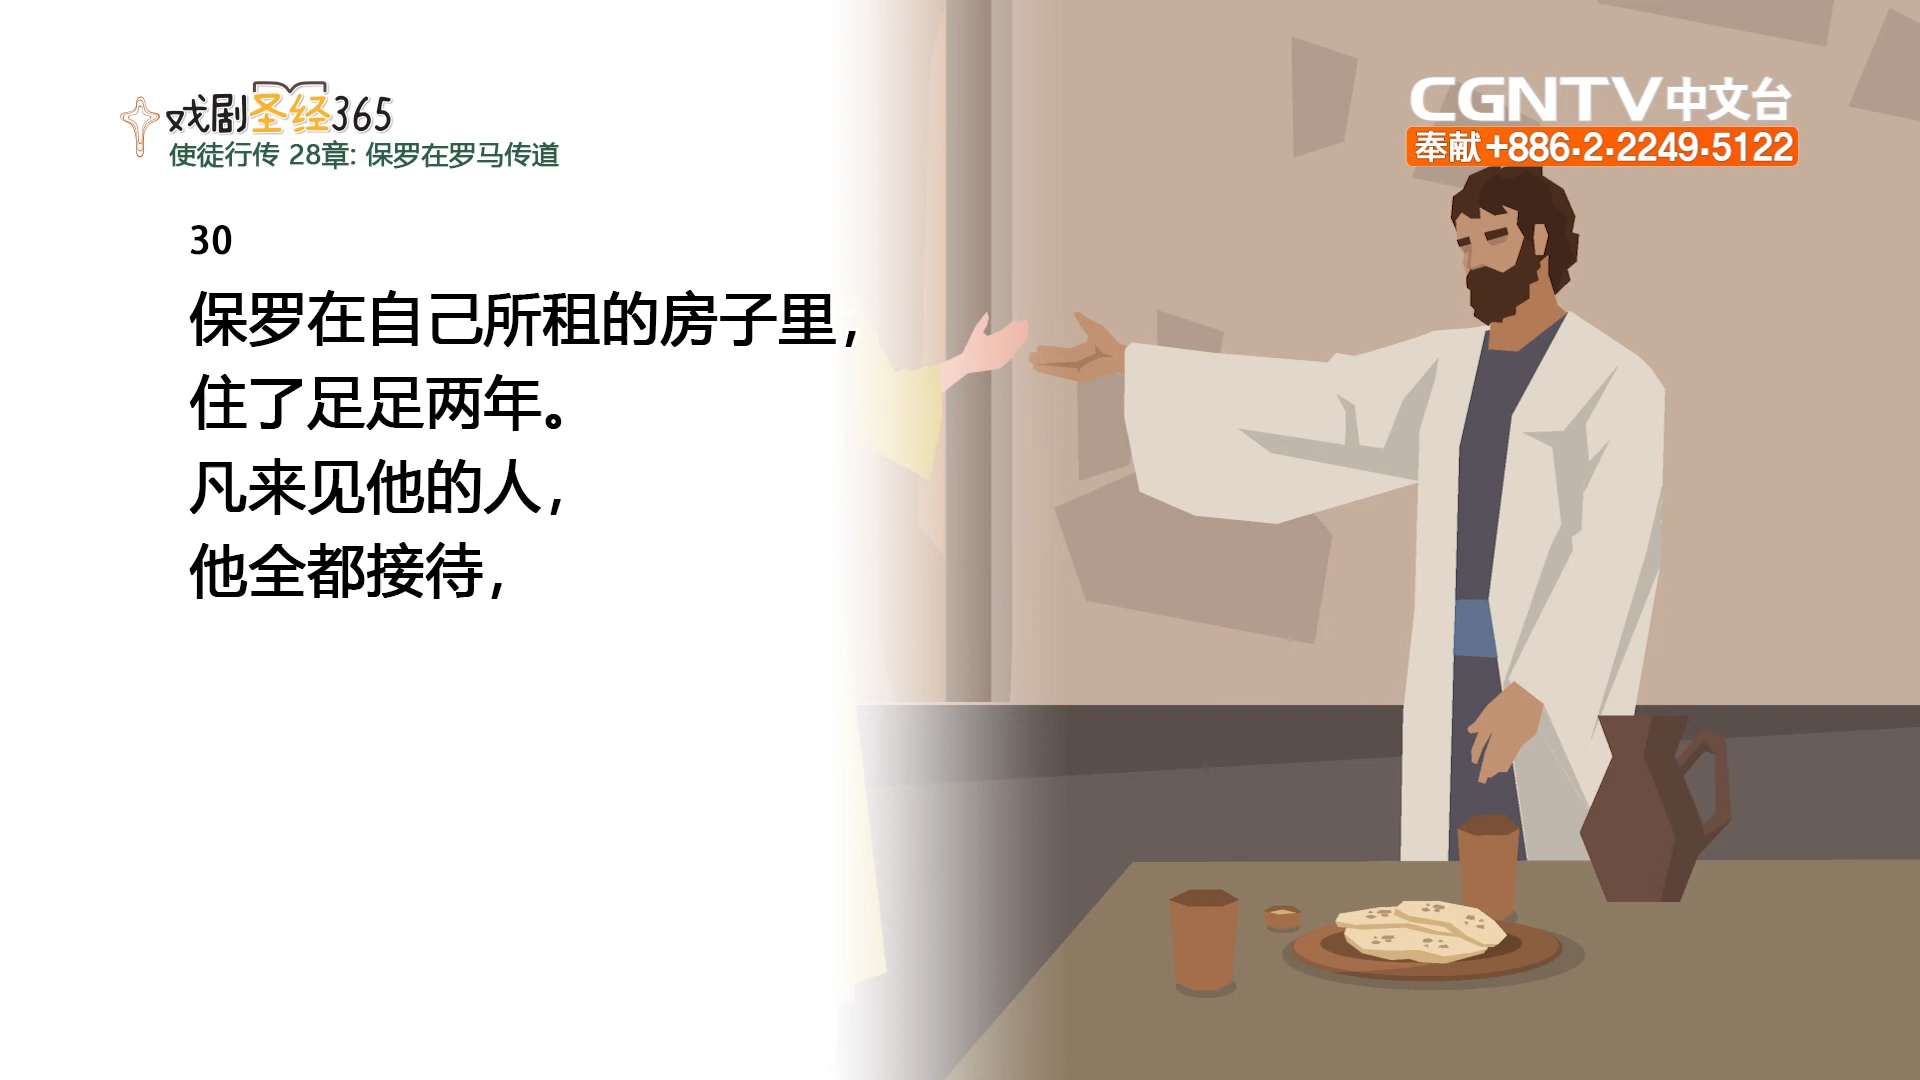 戏剧圣经365
使徒行传 28章: 保罗在罗马传道
CGNTV中文台
奉献+886·2·2249·5122
30
保罗在自己所租的房子里，
住了足足两年。
凡来见他的人，
他全都接待，